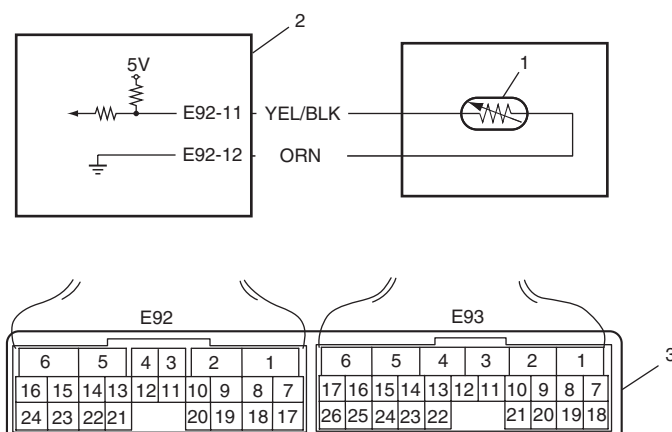 2
5V
1
E92-11 YEL/BLK
E92-12 ORN
E92 E93
3
6 5 4 3 2 1 6 5 4 3 2 1
16 15 14 13 12 11 10 9 8 7 17 16 15 14 13 12 11 10 9 8 7
24 23 22 21 20 19 18 17 26 25 24 23 22 21 20 19 18